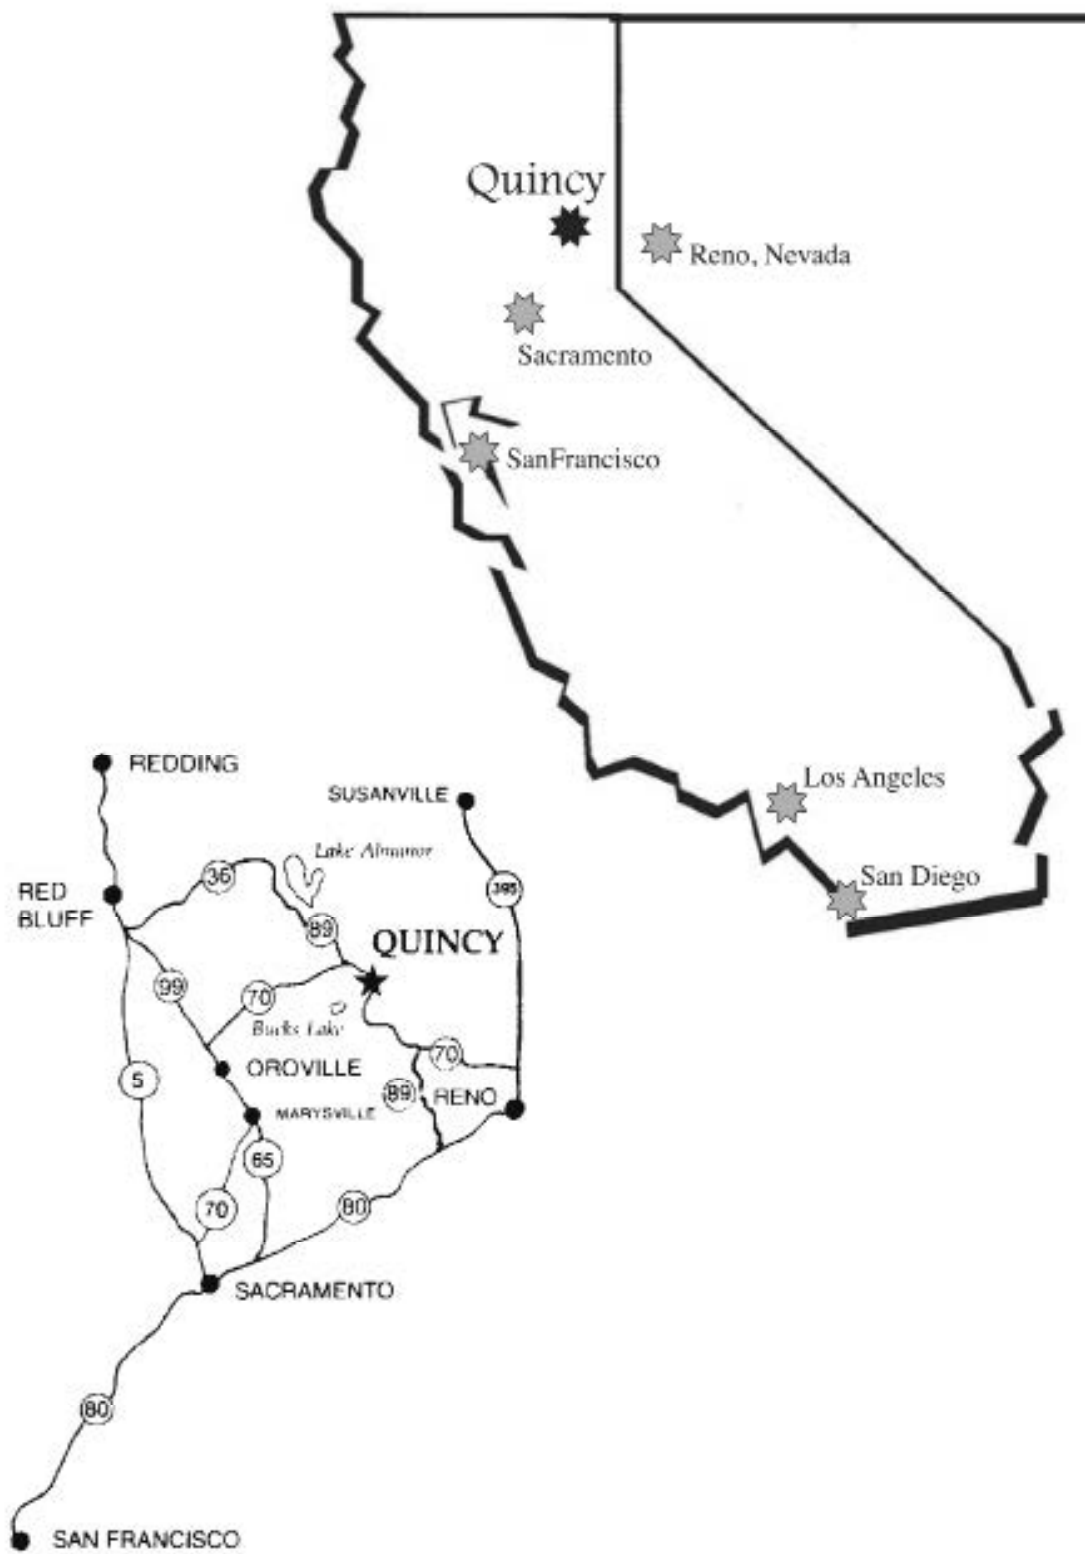 Quincy
Reno, Nevada
Sacramento
SanFrancisco
Los Angeles
San Diego
REDDING
SUSANVILLE
Lake Almanor
36
395
RED
BLUFF
89
QUINCY
99
70
Bucks Lake
70
OROVILLE
5
89
RENO
MARYSVILLE
65
70
80
SACRAMENTO
80
SAN FRANCISCO